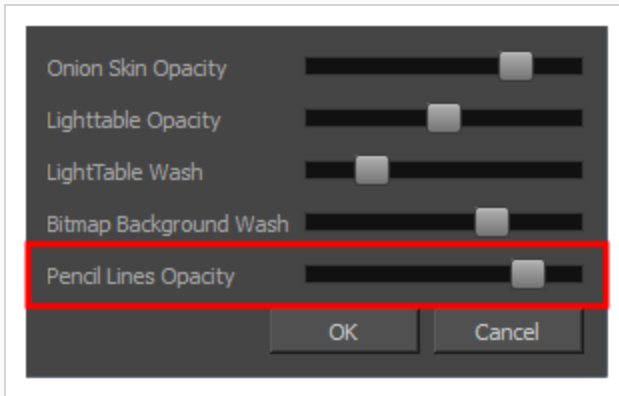 Onion Skin Opacity
Lighttable Opacity
LightTable Wash
Bitmap Background Wash
Pencil Lines Opacity
OK Cancel